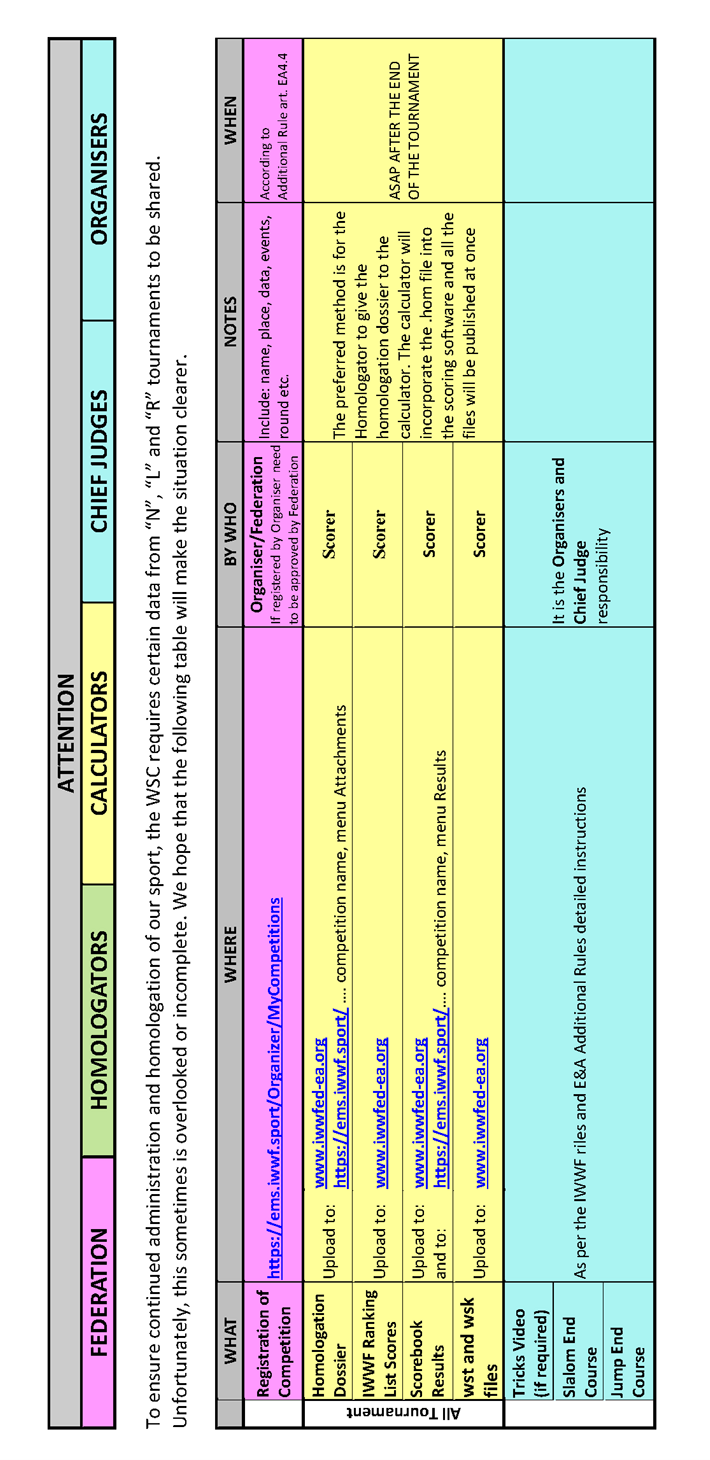 ATTENTION
FEDERATION
HOMOLOGATORS
CALCULATORS
CHIEF JUDGES
ORGANISERS
To ensure continued administration and homologation of our sport, the WSC requires certain data from “N”, “L” and “R” tournaments to be shared.
Unfortunately, this sometimes is overlooked or incomplete. We hope that the following table will make the situation clearer.
WHAT
WHERE
BY WHO
NOTES
WHEN
Registration of
Competition
https://ems.iwwf.sport/Organizer/MyCompetitions
Organiser/Federation
If registered by Organiser need
to be approved by Federation
Include: name, place, data, events,
round etc.
According to
Additional Rule art. EA4.4
All Tournament
Homologation
Dossier
Upload to: www.iwwfed-ea.org
https://ems.iwwf.sport/ .... competition name, menu Attachments
Scorer
The preferred method is for the
Homologator to give the
homologation dossier to the
calculator. The calculator will
incorporate the .hom file into
the scoring software and all the
files will be published at once
ASAP AFTER THE END
OF THE TOURNAMENT
IWWF Ranking
List Scores
Upload to: www.iwwfed-ea.org
Scorer
Scorebook
Results
Upload to: www.iwwfed-ea.org
and to: https://ems.iwwf.sport/.... competition name, menu Results
Scorer
wst and wsk
files
Upload to: www.iwwfed-ea.org
Scorer
Tricks Video
(if required)
Slalom End
Course
Jump End
Course
As per the IWWF riles and E&A Additional Rules detailed instructions
It is the Organisers and
Chief Judge
responsibility